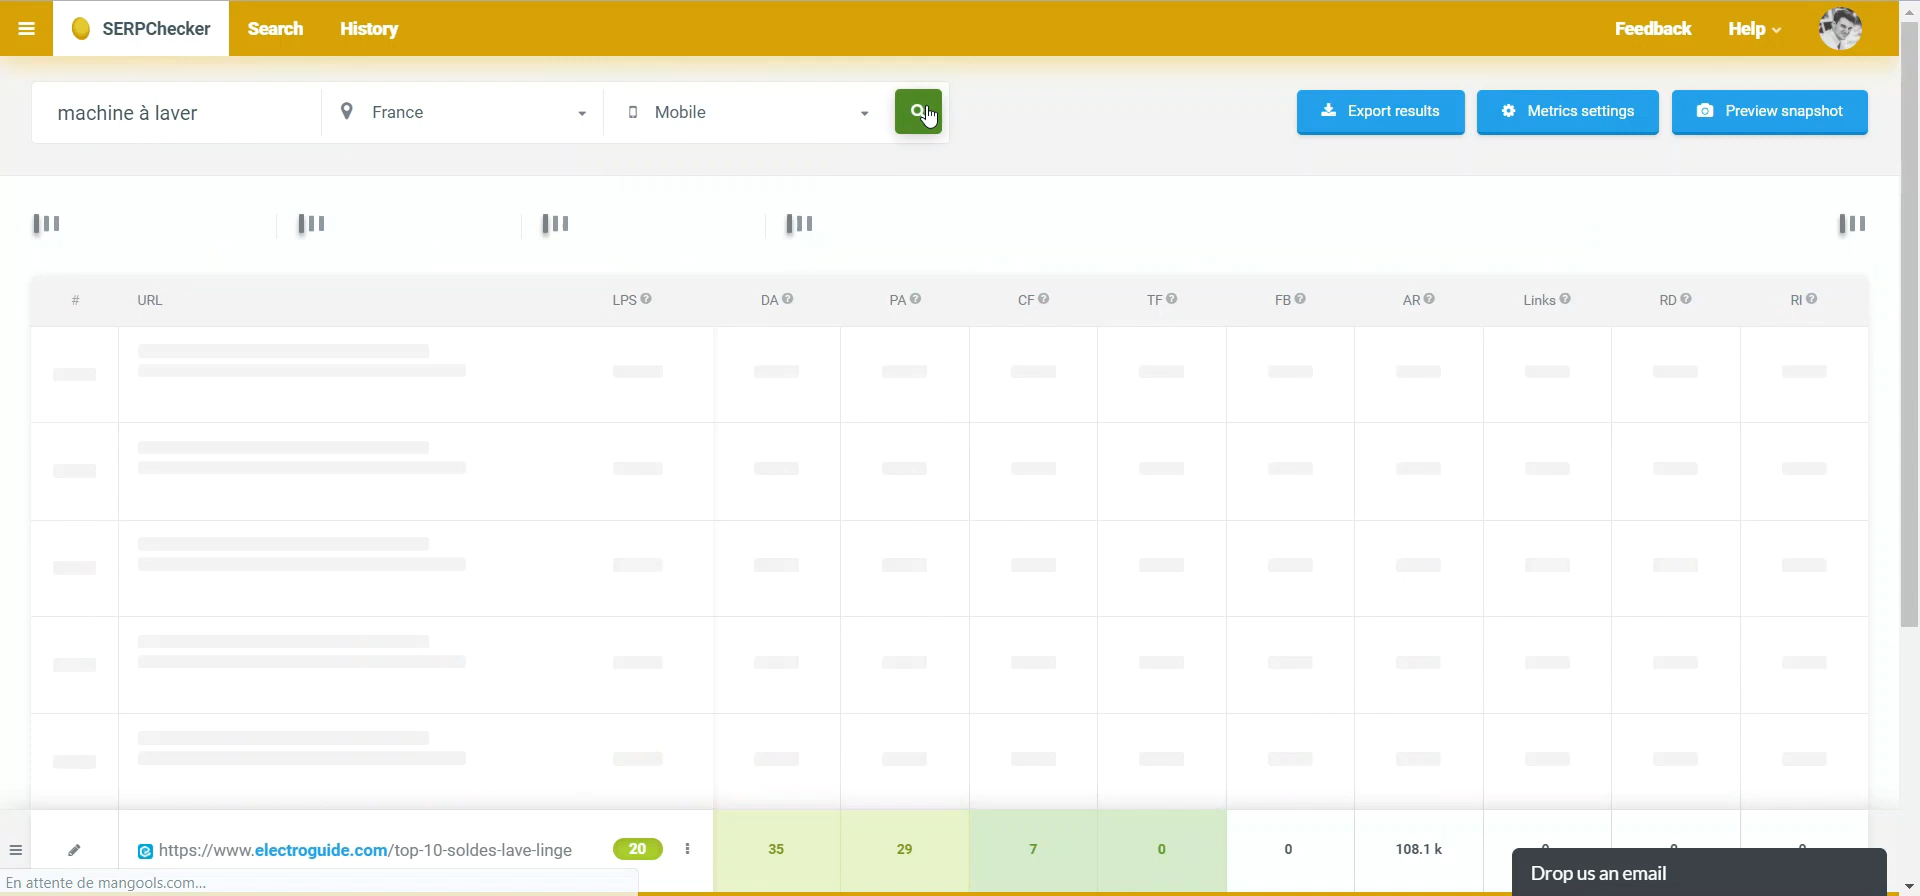 SERPChecker Search History Feedback Help
machine à laver France Mobile Export results Metrics settings Preview snapshot
# URL LPS ? DA ? PA ? CF ? TF ? FB ? AR ? Links ? RD ? RI ?
https://www.electroguide.com/top-10-soldes-lave-linge 20 35 29 7 0 0 108.1 k
Drop us an email
En attente de mangools.com...